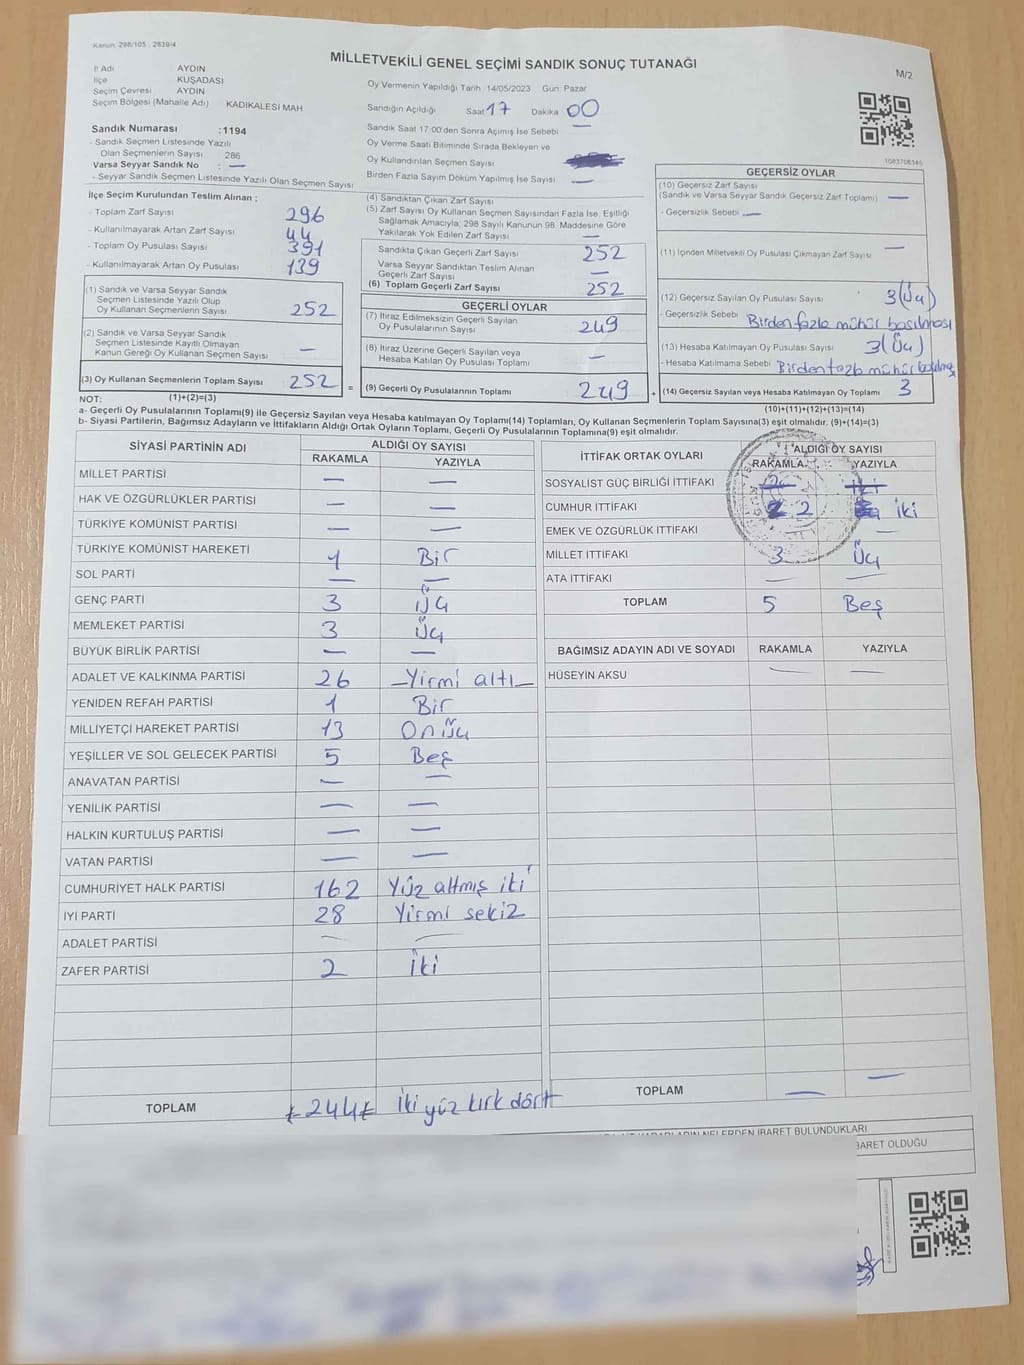 Kanun: 298/105 , 2839/4
MİLLETVEKİLİ GENEL SEÇİMİ SANDIK SONUÇ TUTANAĞI
M/2
İl Adı AYDIN
İlçe KUŞADASI
Seçim Çevresi AYDIN
Seçim Bölgesi (Mahalle Adı) KADIKALESI MAH
Oy Vermenin Yapıldığı Tarih 14/05/2023 Gün: Pazar
Sandığın Açıldığı Saat 17 Dakika 00
Sandık Saat 17:00'den Sonra Açımış İse Sebebi —
Oy Verme Saati Bitiminde Sırada Bekleyen ve
Oy Kullandırılan Seçmen Sayısı
Birden Fazla Sayım Döküm Yapılmış İse Sayısı —
1083708346
Sandık Numarası :1194
- Sandık Seçmen Listesinde Yazılı
Olan Seçmenlerin Sayısı 286
Varsa Seyyar Sandık No : —
- Seyyar Sandık Seçmen Listesinde Yazılı Olan Seçmen Sayısı
İlçe Seçim Kurulundan Teslim Alınan ;
- Toplam Zarf Sayısı 296
- Kullanılmayarak Artan Zarf Sayısı 44
- Toplam Oy Pusulası Sayısı 391
- Kullanılmayarak Artan Oy Pusulası 139
(1) Sandık ve Varsa Seyyar Sandık
Seçmen Listesinde Yazılı Olup
Oy Kullanan Seçmenlerin Sayısı 252
(2) Sandık ve Varsa Seyyar Sandık
Seçmen Listesinde Kayıtlı Olmayan
Kanun Gereği Oy Kullanan Seçmen Sayısı —
(3) Oy Kullanan Seçmenlerin Toplam Sayısı 252 =
(4) Sandıktan Çıkan Zarf Sayısı
(5) Zarf Sayısı Oy Kullanan Seçmen Sayısından Fazla İse, Eşitliği
Sağlamak Amacıyla; 298 Sayılı Kanunun 98. Maddesine Göre
Yakılarak Yok Edilen Zarf Sayısı —
Sandıkta Çıkan Geçerli Zarf Sayısı 252
Varsa Seyyar Sandıktan Teslim Alınan
Geçerli Zarf Sayısı —
(6) Toplam Geçerli Zarf Sayısı 252
GEÇERLİ OYLAR
(7) İtiraz Edilmeksizin Geçerli Sayılan
Oy Pusulalarının Sayısı 249
(8) İtiraz Üzerine Geçerli Sayılan veya
Hesaba Katılan Oy Pusulası Toplamı —
(9) Geçerli Oy Pusulalarının Toplamı 249 +
GEÇERSİZ OYLAR
(10) Geçersiz Zarf Sayısı
(Sandık ve Varsa Seyyar Sandık Geçersiz Zarf Toplamı) —
- Geçersizlik Sebebi —
(11) İçinden Milletvekili Oy Pusulası Çıkmayan Zarf Sayısı —
(12) Geçersiz Sayılan Oy Pusulası Sayısı 3 (Üç)
- Geçersizlik Sebebi Birden fazla mühür basılması
(13) Hesaba Katılmayan Oy Pusulası Sayısı 3 (Üç)
- Hesaba Katılmama Sebebi Birden fazla mühür basılması
(14) Geçersiz Sayılan veya Hesaba Katılmayan Oy Toplamı 3
NOT: (1)+(2)=(3)
(10)+(11)+(12)+(13)=(14)
a- Geçerli Oy Pusulaları Toplamı(9) ile Geçersiz Sayılan veya Hesaba katılmayan Oy Toplamı(14) Toplamları, Oy Kullanan Seçmenlerin Toplam Sayısına(3) eşit olmalıdır. (9)+(14)=(3)
b- Siyasi Partilerin, Bağımsız Adayların ve İttifakların Aldığı Ortak Oyların Toplamı, Geçerli Oy Pusulalarının Toplamına(9) eşit olmalıdır.
SİYASİ PARTİNİN ADI ALDIĞI OY SAYISI
RAKAMLA YAZIYLA
MİLLET PARTİSİ — —
HAK VE ÖZGÜRLÜKLER PARTİSİ — —
TÜRKİYE KOMÜNİST PARTİSİ — —
TÜRKİYE KOMÜNİST HAREKETİ 1 Bir
SOL PARTİ — —
GENÇ PARTİ 3 Üç
MEMLEKET PARTİSİ 3 Üç
BÜYÜK BİRLİK PARTİSİ — —
ADALET VE KALKINMA PARTİSİ 26 —Yirmi altı—
YENİDEN REFAH PARTİSİ 1 Bir
MİLLİYETÇİ HAREKET PARTİSİ 13 Onüç
YEŞİLLER VE SOL GELECEK PARTİSİ 5 Beş
ANAVATAN PARTİSİ — —
YENİLİK PARTİSİ — —
HALKIN KURTULUŞ PARTİSİ — —
VATAN PARTİSİ — —
CUMHURİYET HALK PARTİSİ 162 Yüz altmış iki
İYİ PARTİ 28 Yirmi sekiz
ADALET PARTİSİ — —
ZAFER PARTİSİ 2 İki
TOPLAM 244 İki yüz kırk dört
İTTİFAK ORTAK OYLARI ALDIĞI OY SAYISI
RAKAMLA YAZIYLA
SOSYALİST GÜÇ BİRLİĞİ İTTİFAKI 2 İki
CUMHUR İTTİFAKI 2 iki
EMEK VE ÖZGÜRLÜK İTTİFAKI —
MİLLET İTTİFAKI 3 Üç
ATA İTTİFAKI — —
TOPLAM 5 Beş
BAĞIMSIZ ADAYIN ADI VE SOYADI RAKAMLA YAZIYLA
HÜSEYİN AKSU — —
TOPLAM — —
NELERDEN İBARET BULUNDUKLARI
İBARET OLDUĞU